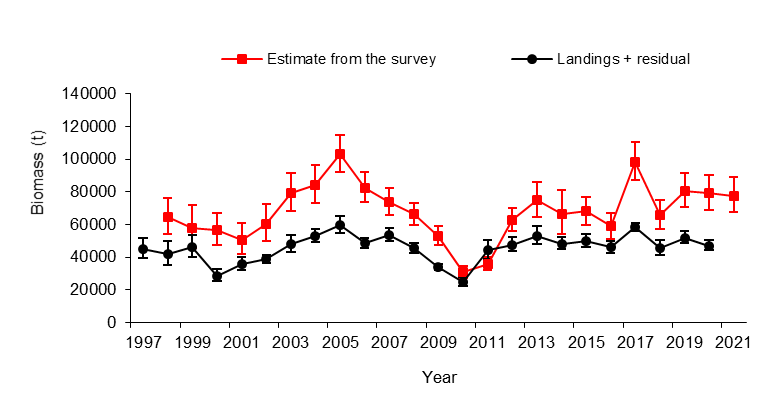 Estimate from the survey Landings + residual
Biomass (t)
140000
120000
100000
80000
60000
40000
20000
0
1997 1999 2001 2003 2005 2007 2009 2011 2013 2015 2017 2019 2021
Year